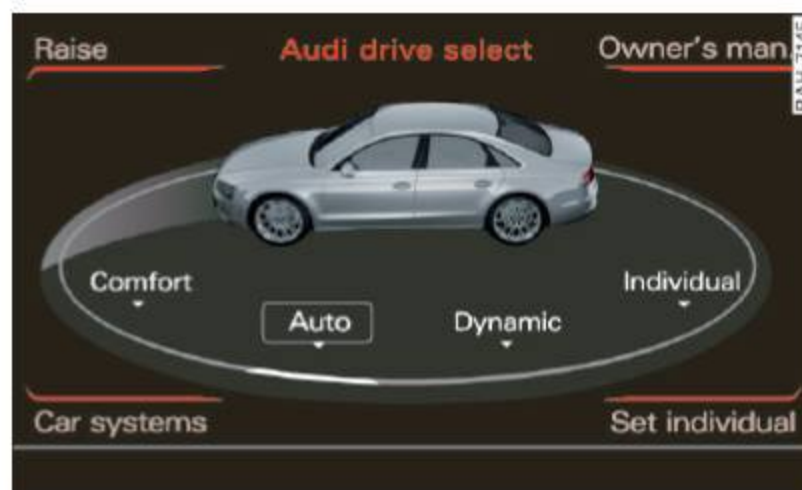 Raise
Audi drive select
Owner's man.
Comfort
Auto
Dynamic
Individual
Car systems
Set individual